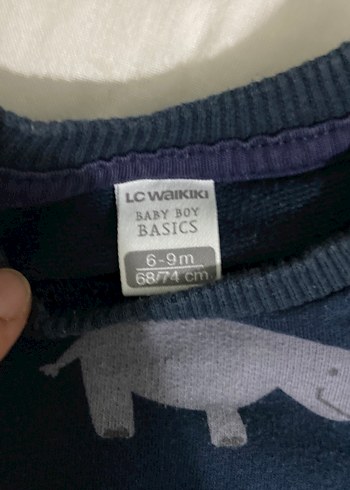 LC WAIKIKI
BABY BOY
BASICS
6-9m
68/74 cm